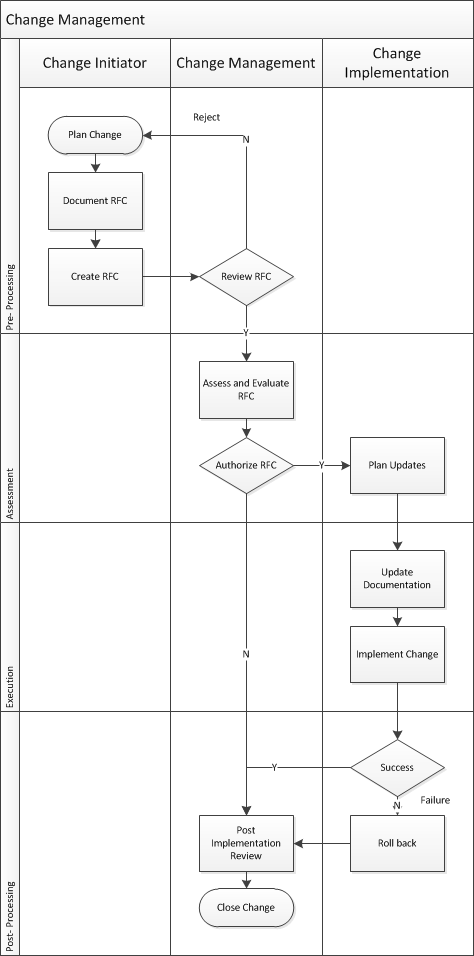 Change Management
Change Initiator
Change Management
Change
Implementation
Pre- Processing
Reject
Plan Change
N
Document RFC
Create RFC
Review RFC
Y
Assessment
Assess and Evaluate
RFC
Authorize RFC
Y
Plan Updates
Execution
Update
Documentation
N
Implement Change
Post- Processing
Y
Success
N
Failure
Post
Implementation
Review
Roll back
Close Change